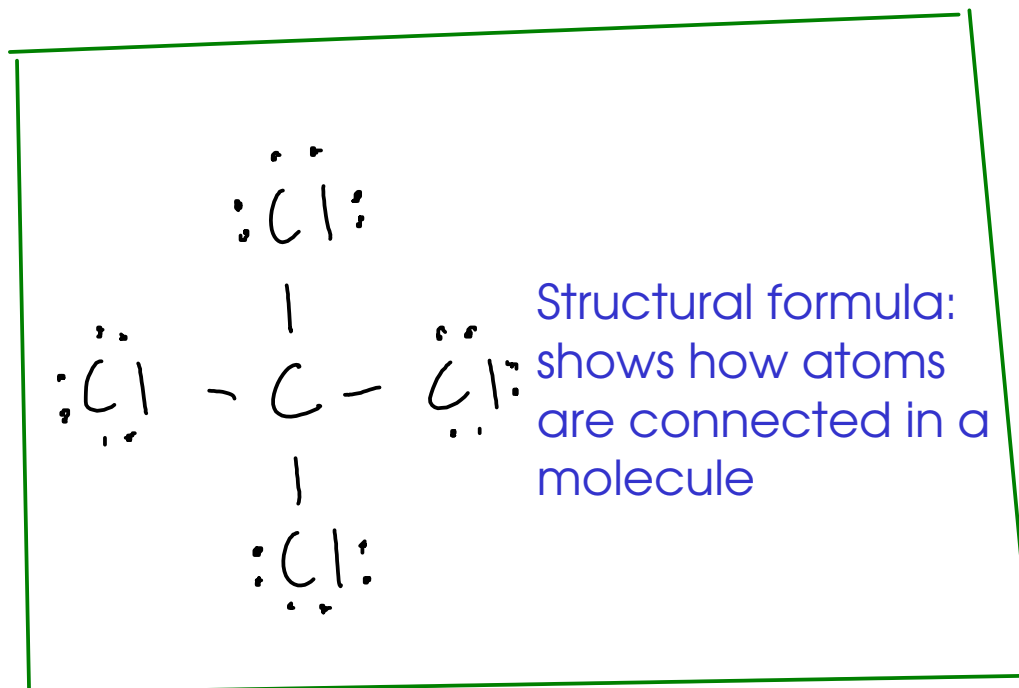 :Cl:
Structural formula:
shows how atoms
:Cl - C - Cl:
are connected in a
molecule
:Cl: